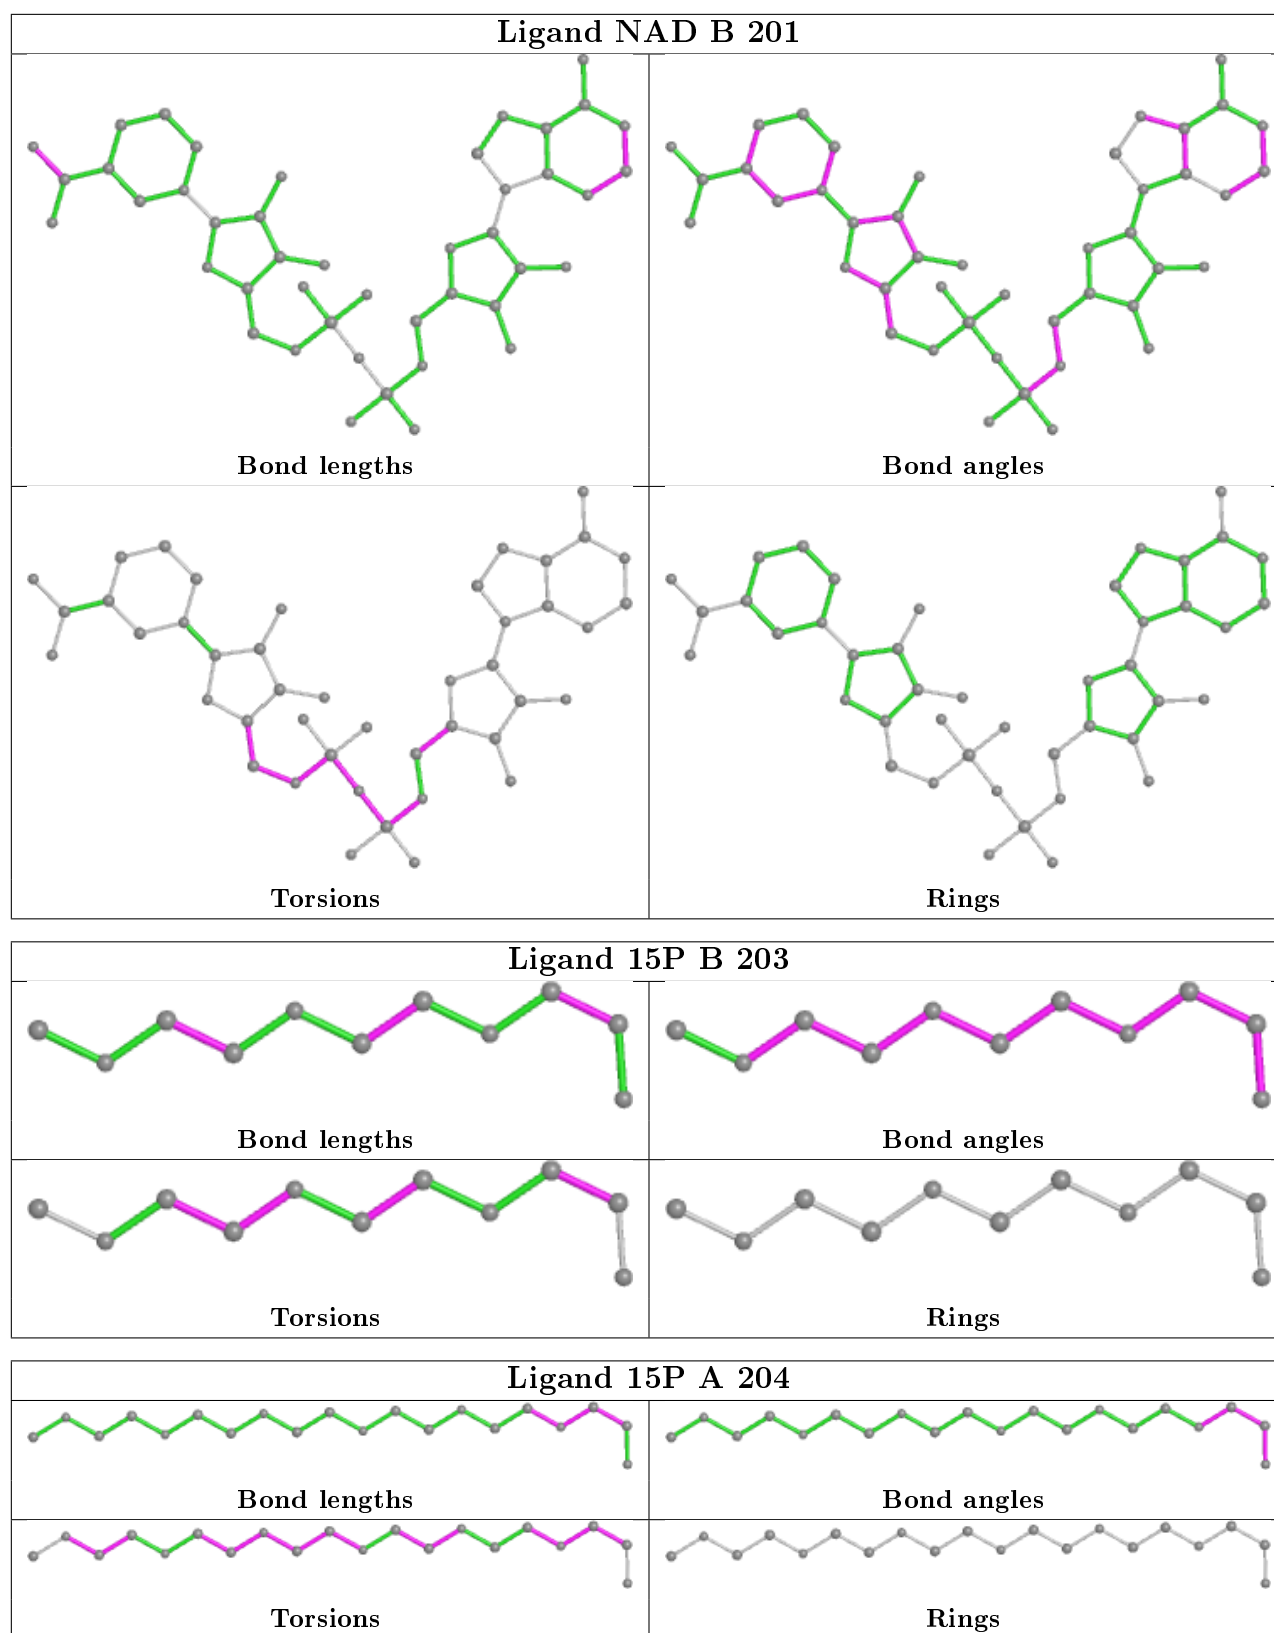 Ligand NAD B 201
Bond lengths
Bond angles
Torsions
Rings
Ligand 15P B 203
Bond lengths
Bond angles
Torsions
Rings
Ligand 15P A 204
Bond lengths
Bond angles
Torsions
Rings